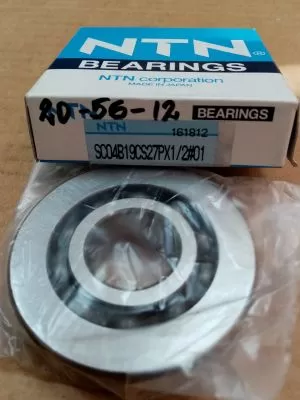 NTN®
BEARINGS
NTN corporation
MADE IN JAPAN
20-56-12
BEARINGS
NTN
161812
SC04B19CS27PX1/2#01